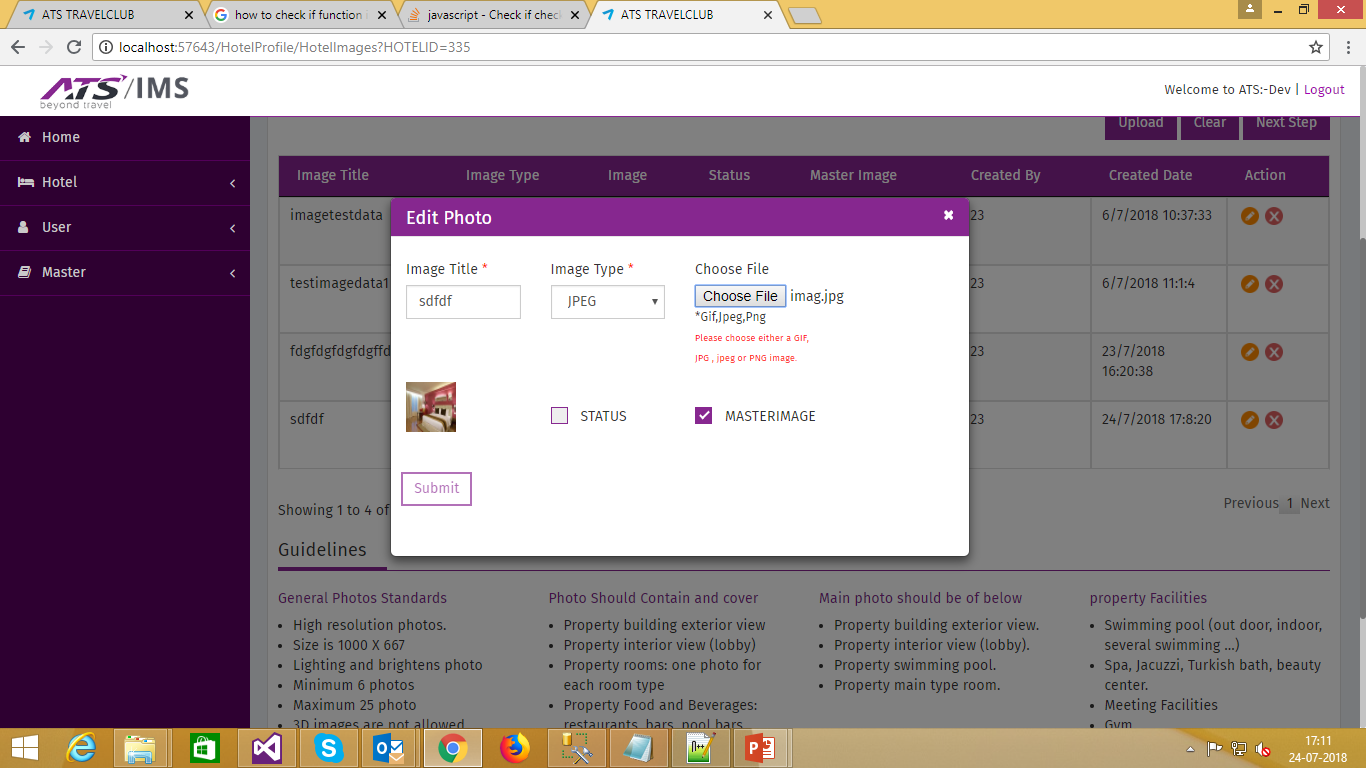 ATS TRAVELCLUB
how to check if function i
javascript - Check if chec
ATS TRAVELCLUB
localhost:57643/HotelProfile/HotelImages?HOTELID=335
ATS/IMS
beyond travel
Welcome to ATS:-Dev | Logout
Home
Hotel
User
Master
Upload Clear Next Step
Image Title Image Type Image Status Master Image Created By Created Date Action
imagetestdata 23 6/7/2018 10:37:33
testimagedata1 23 6/7/2018 11:1:4
fdgfdgfdgfdgffd 23 23/7/2018
16:20:38
sdfdf 23 24/7/2018 17:8:20
Edit Photo
Image Title * Image Type * Choose File
sdfdf JPEG Choose File imag.jpg
*Gif,Jpeg,Png
Please choose either a GIF,
JPG , jpeg or PNG image.
STATUS MASTERIMAGE
Submit
Showing 1 to 4 of
Previous 1 Next
Guidelines
General Photos Standards
High resolution photos.
Size is 1000 X 667
Lighting and brightens photo
Minimum 6 photos
Maximum 25 photo
3D images are not allowed
Photo Should Contain and cover
Property building exterior view
Property interior view (lobby)
Property rooms: one photo for
each room type
Property Food and Beverages:
restaurants, bars, pool bars
Main photo should be of below
Property building exterior view.
Property interior view (lobby).
Property swimming pool.
Property main type room.
property Facilities
Swimming pool (out door, indoor,
several swimming ...)
Spa, Jacuzzi, Turkish bath, beauty
center.
Meeting Facilities
Gym
17:11
24-07-2018